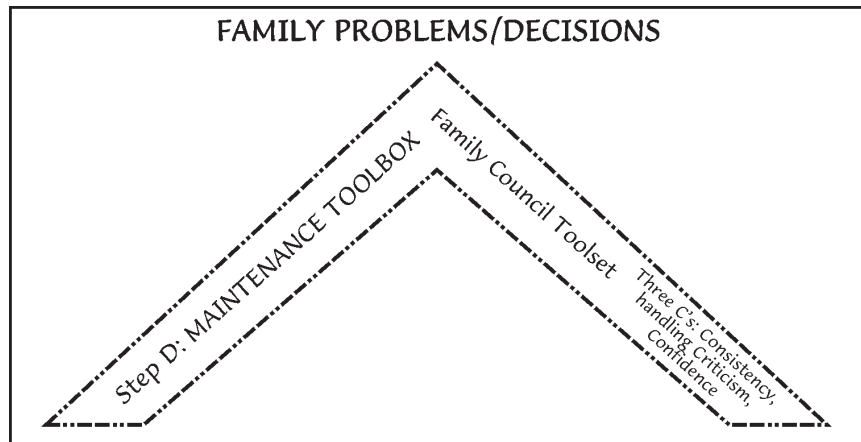 FAMILY PROBLEMS/DECISIONS
Step D: MAINTENANCE TOOLBOX
Family Council Toolset
Three C's: Consistency,
handling Criticism,
Confidence